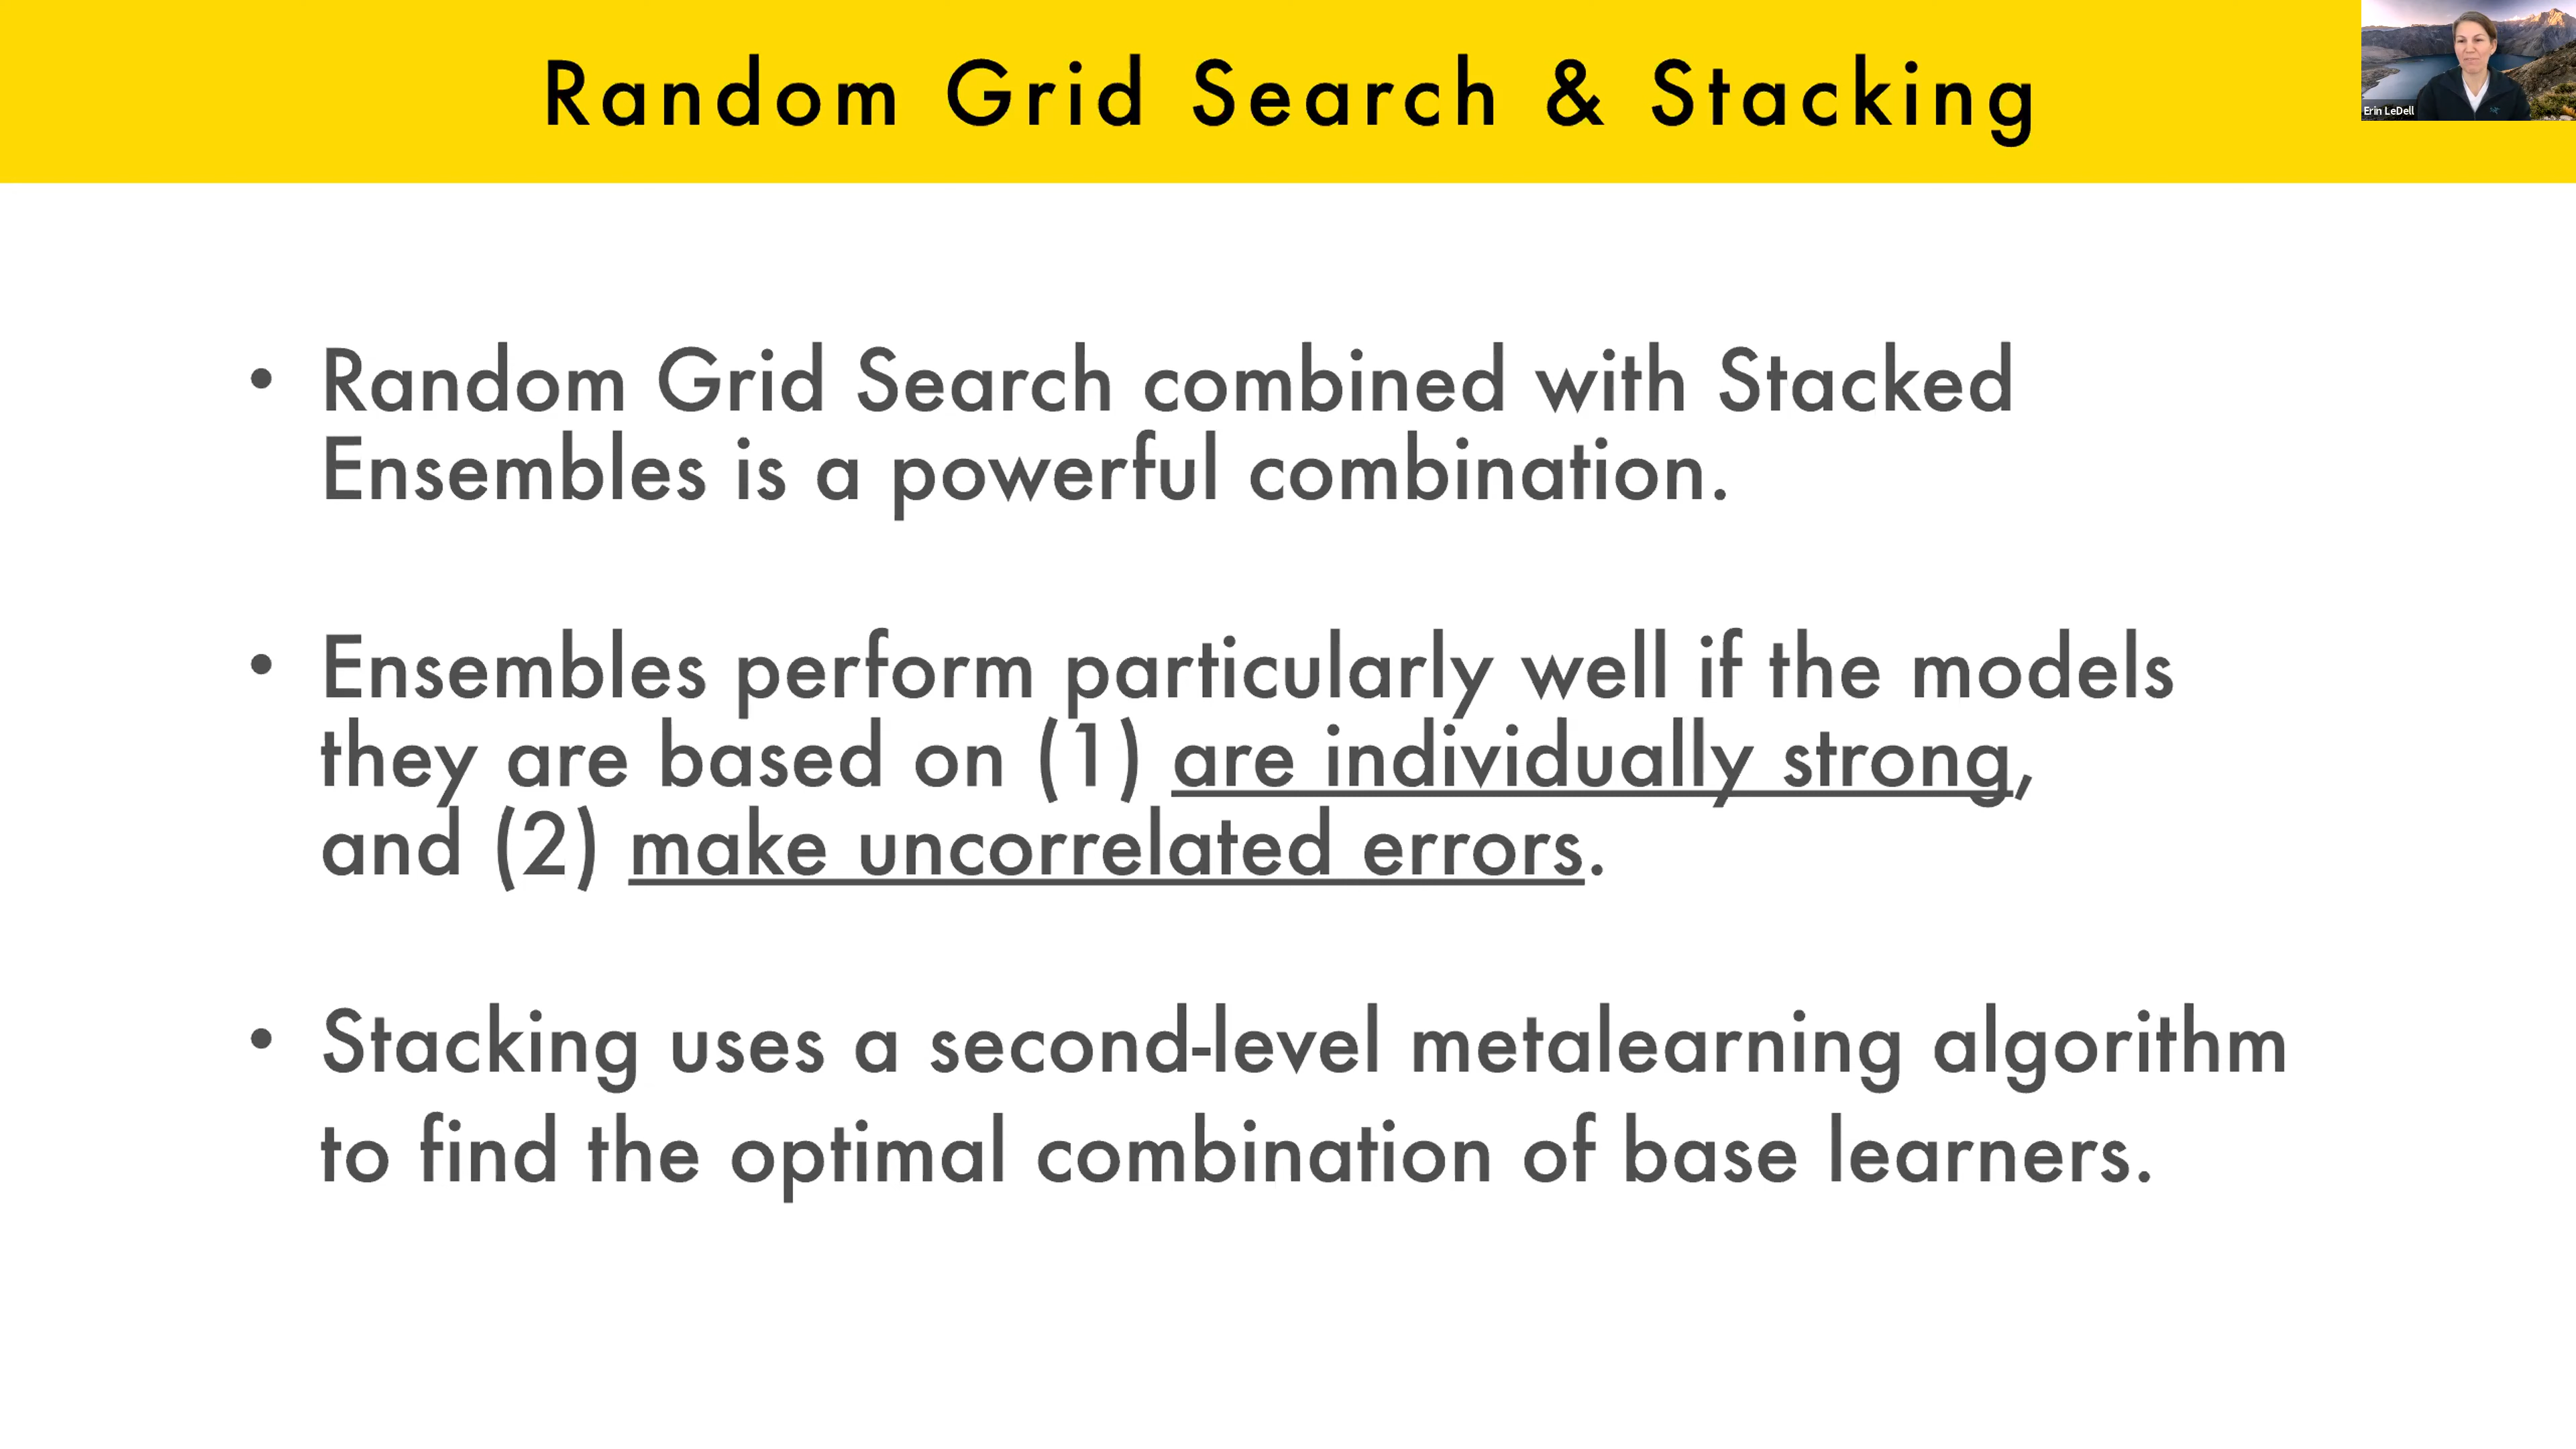 Random Grid Search & Stacking
Erin LeDell
• Random Grid Search combined with Stacked
Ensembles is a powerful combination.
• Ensembles perform particularly well if the models
they are based on (1) are individually strong,
and (2) make uncorrelated errors.
• Stacking uses a second-level metalearning algorithm
to find the optimal combination of base learners.